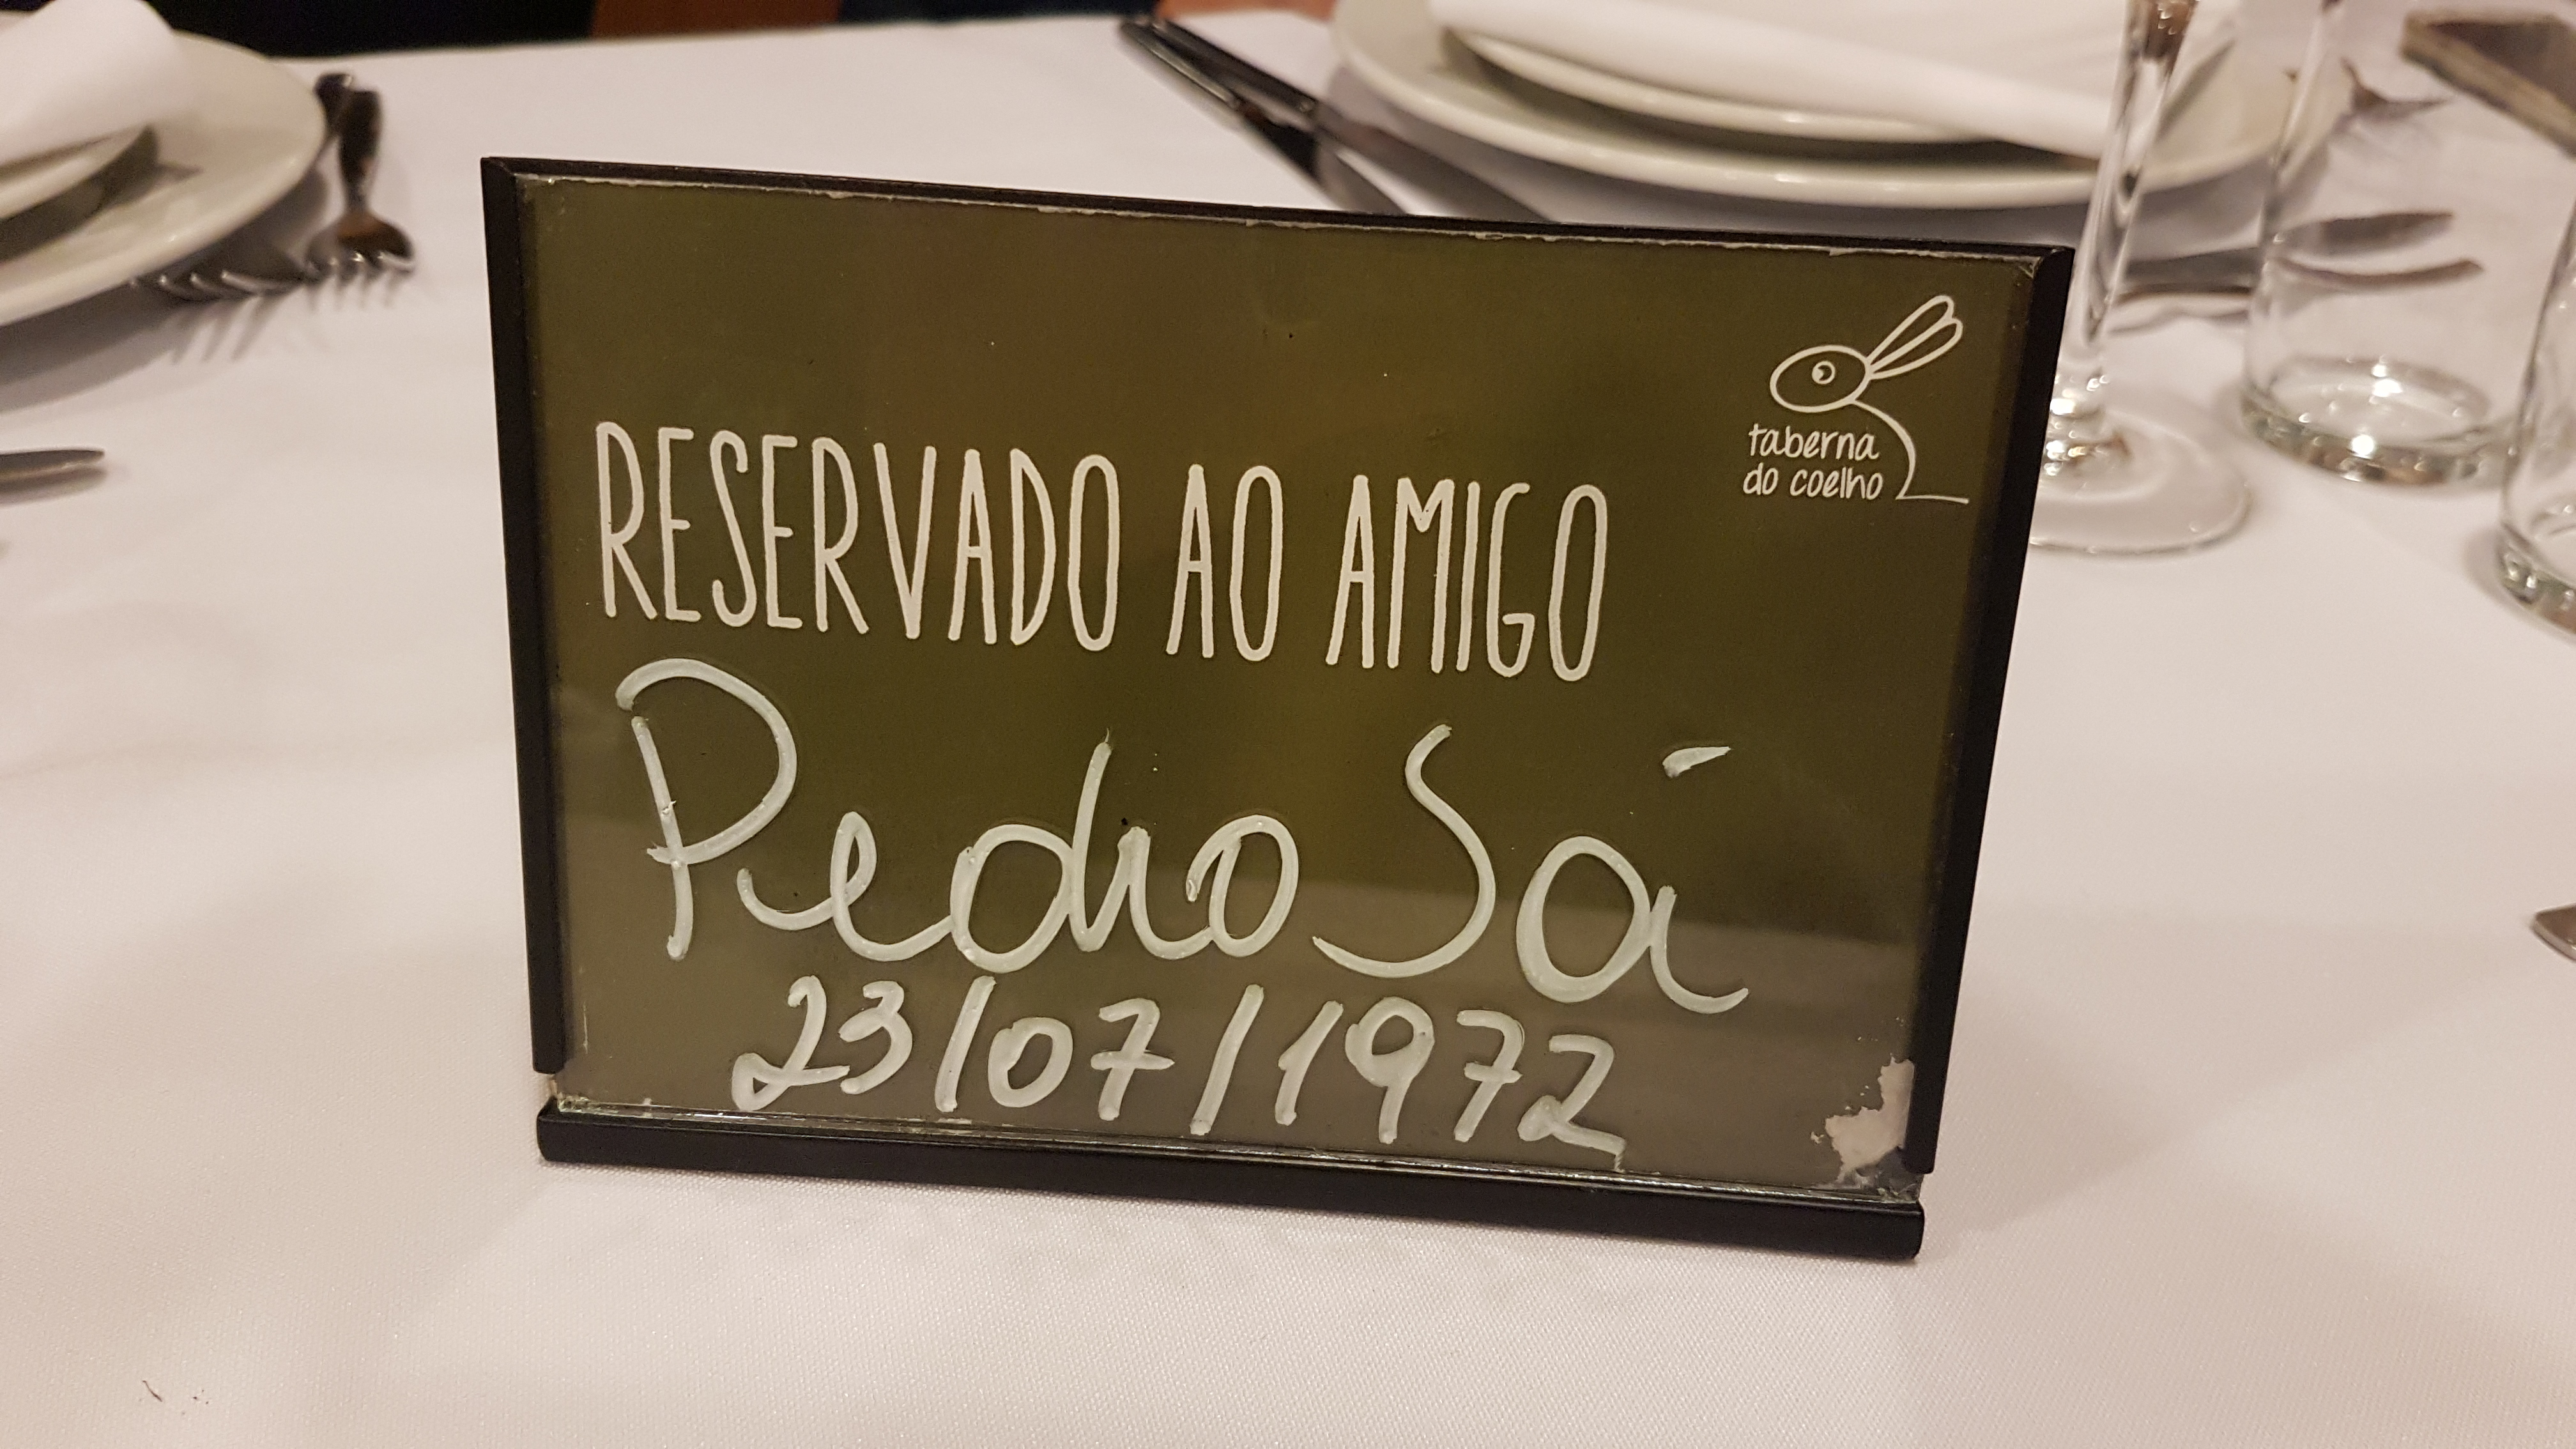 taberna
do coelho
RESERVADO AO AMIGO
Pedro Sá
23/07/1972